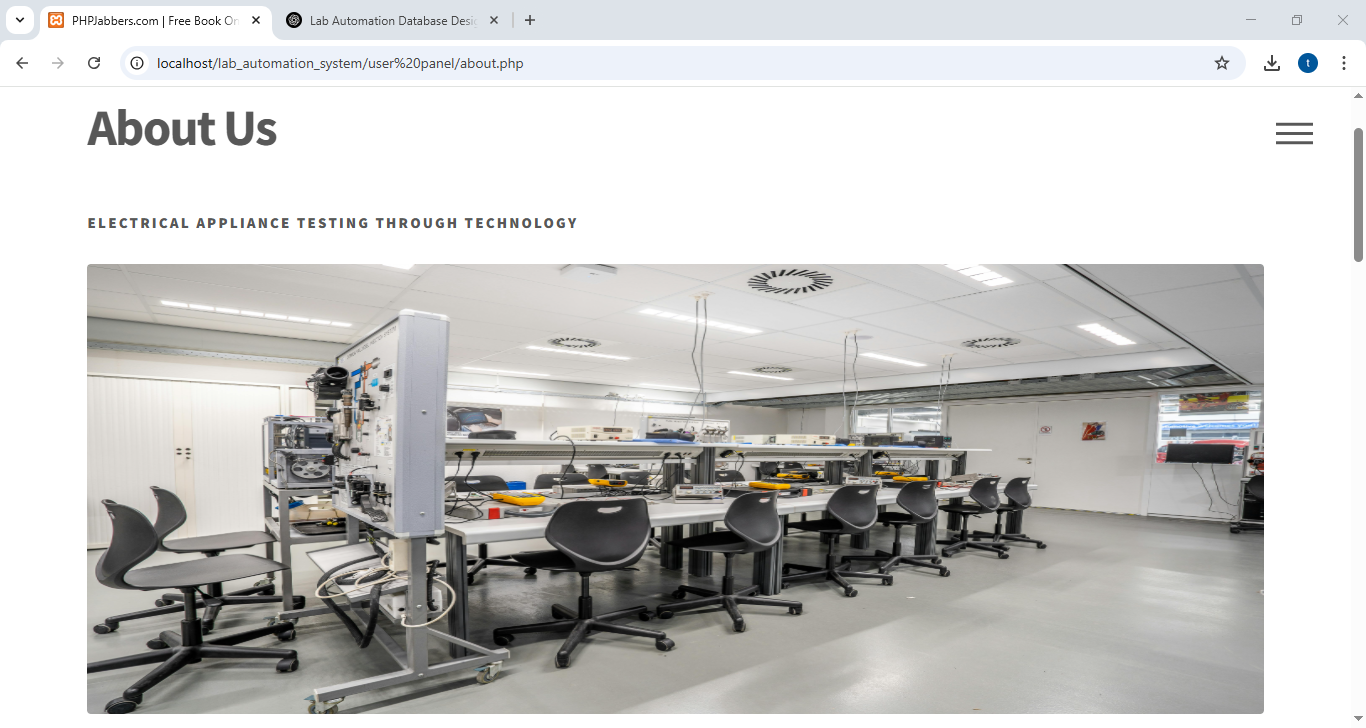 PHPJabbers.com | Free Book On
Lab Automation Database Desi
localhost/lab_automation_system/user%20panel/about.php
t
About Us
ELECTRICAL APPLIANCE TESTING THROUGH TECHNOLOGY